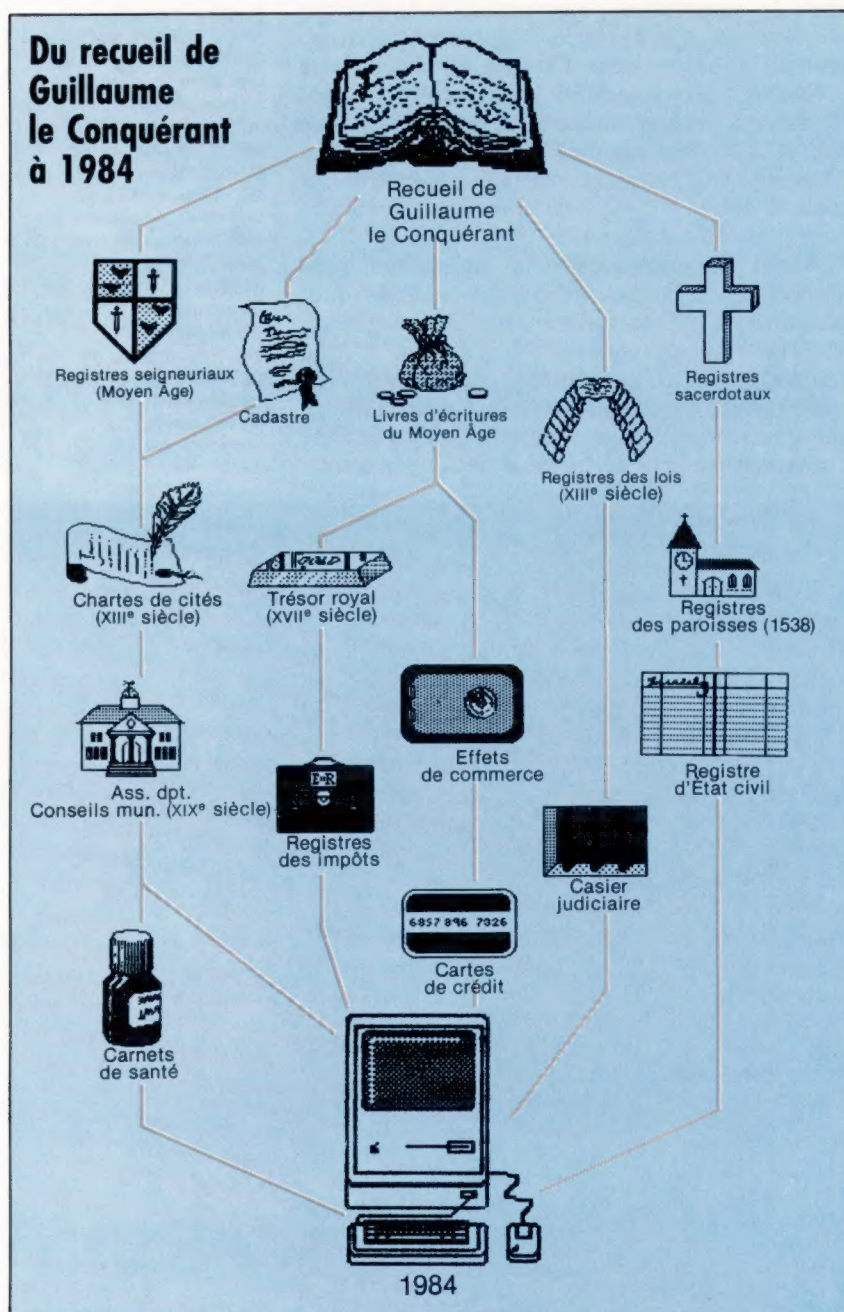 Du recueil de
Guillaume
le Conquérant
à 1984
Recueil de
Guillaume
le Conquérant
Registres seigneuriaux
(Moyen Âge)
Cadastre
Livres d'écritures
du Moyen Âge
Registres des lois
(XIIIᵉ siècle)
Registres
sacerdotaux
Chartes de cités
(XIIIᵉ siècle)
Trésor royal
(XVIIᵉ siècle)
Registres
des paroisses (1538)
Ass. dpt.
Conseils mun. (XIXᵉ siècle)
E R
Registres
des impôts
Effets
de commerce
Registre
d'État civil
Casier
judiciaire
6857 896 7026
Cartes
de crédit
Carnets
de santé
1984